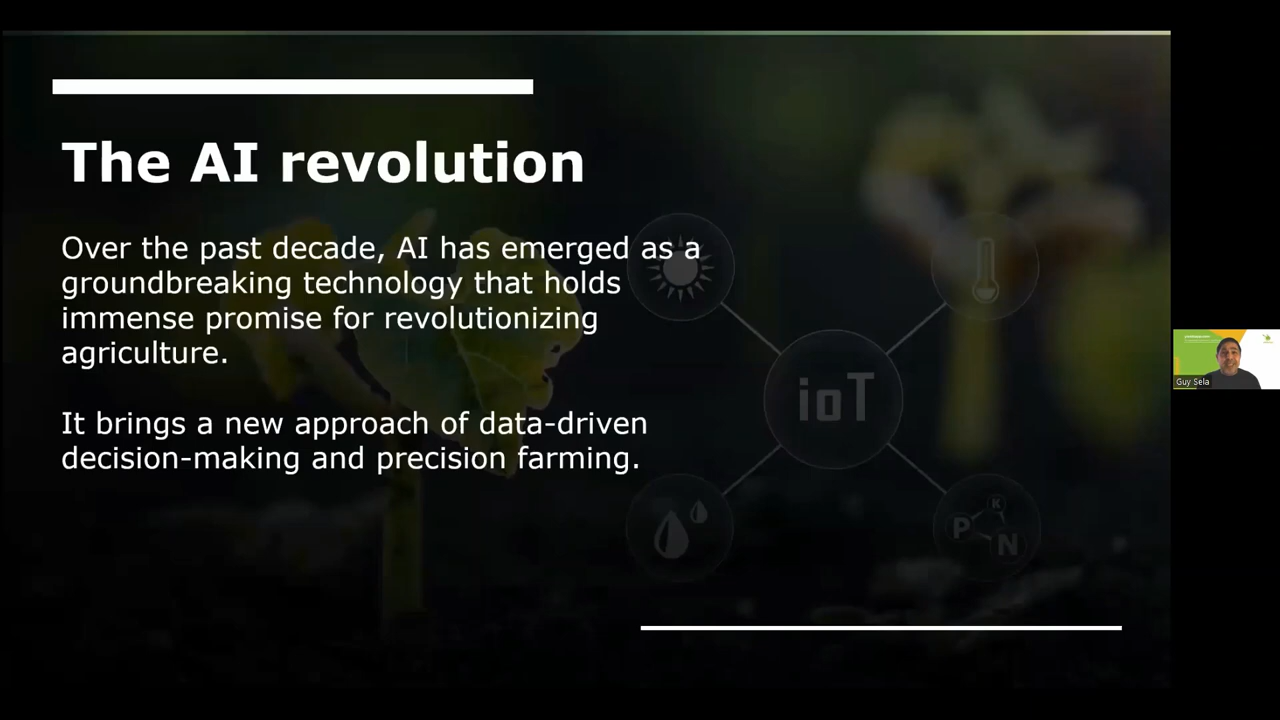 The AI revolution
Over the past decade, AI has emerged as a
groundbreaking technology that holds
immense promise for revolutionizing
agriculture.
It brings a new approach of data-driven
decision-making and precision farming.
ioT
K
P
N
Guy Sela